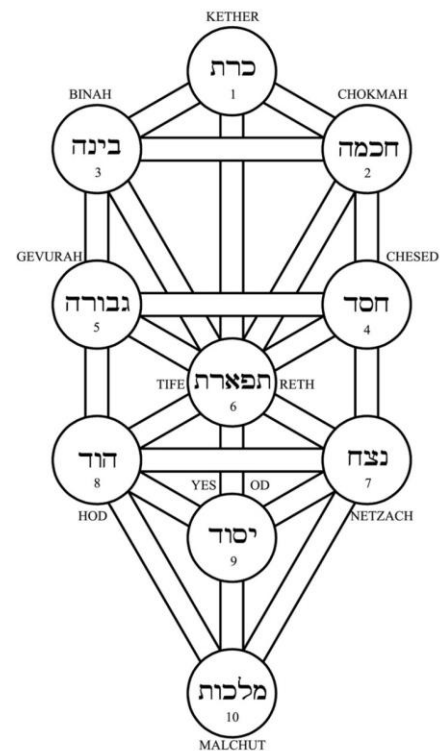 KETHER
כרת
1
BINAH
CHOKMAH
בינה
3
חכמה
2
GEVURAH
CHESED
גבורה
5
חסד
4
TIFE תפארת RETH
6
הוד
8
נצח
7
YES OD
HOD
NETZACH
יסוד
9
מלכות
10
MALCHUT